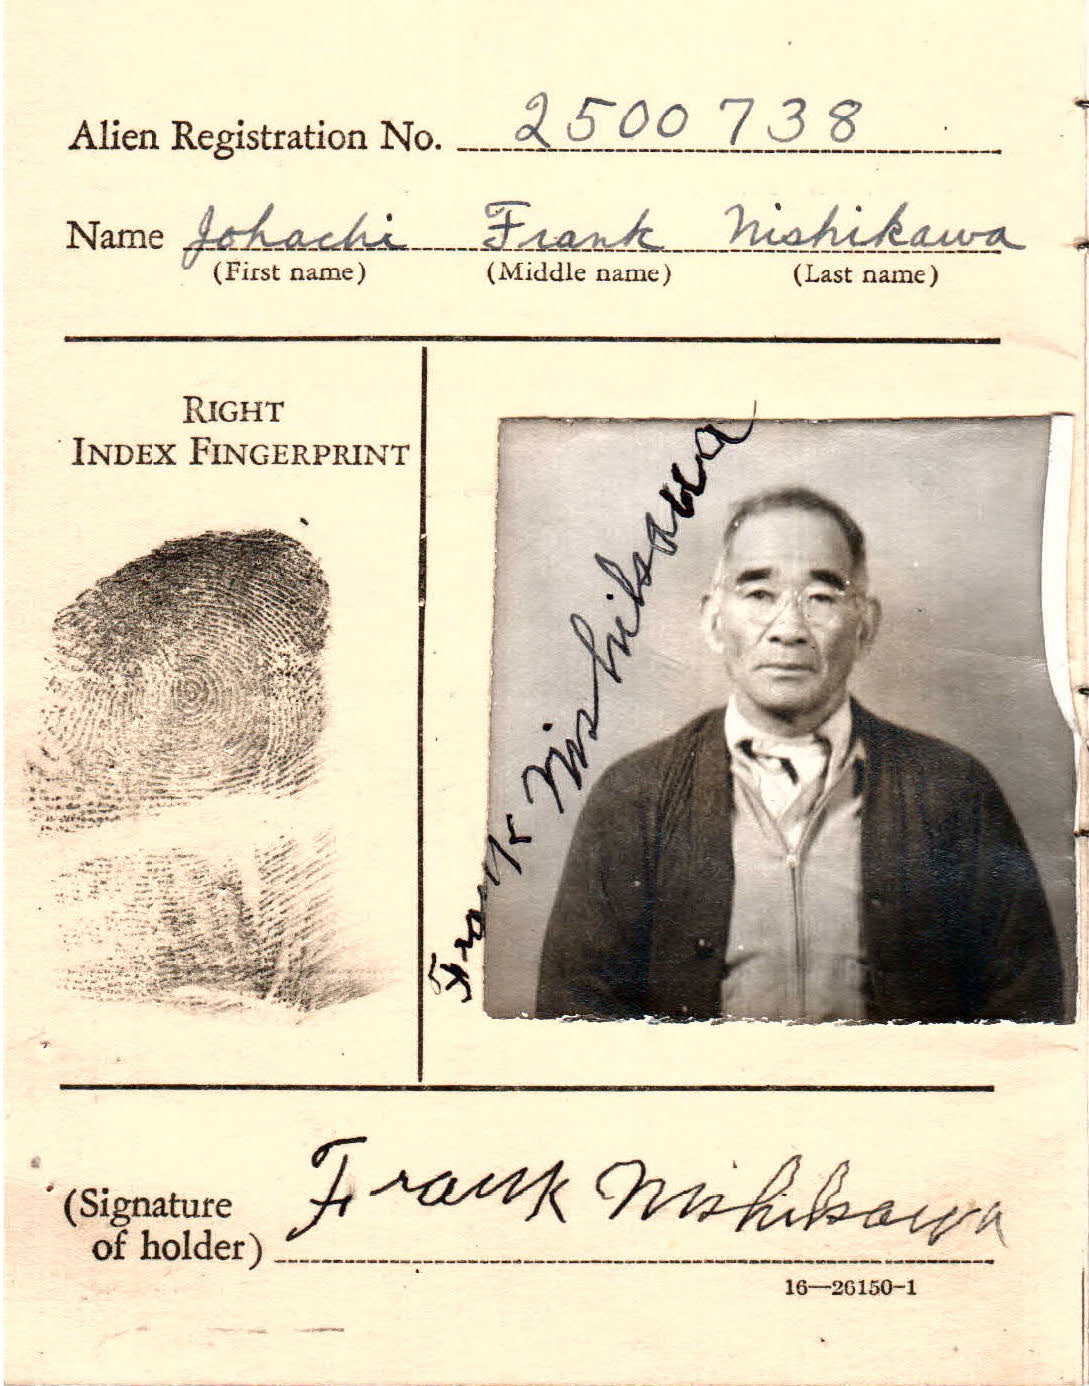 Alien Registration No. 2500738
Name Johachi Frank Nishikawa
(First name) (Middle name) (Last name)
RIGHT
INDEX FINGERPRINT
Frank Nishikawa
(Signature
of holder) Frank Nishikawa
16—26150-1